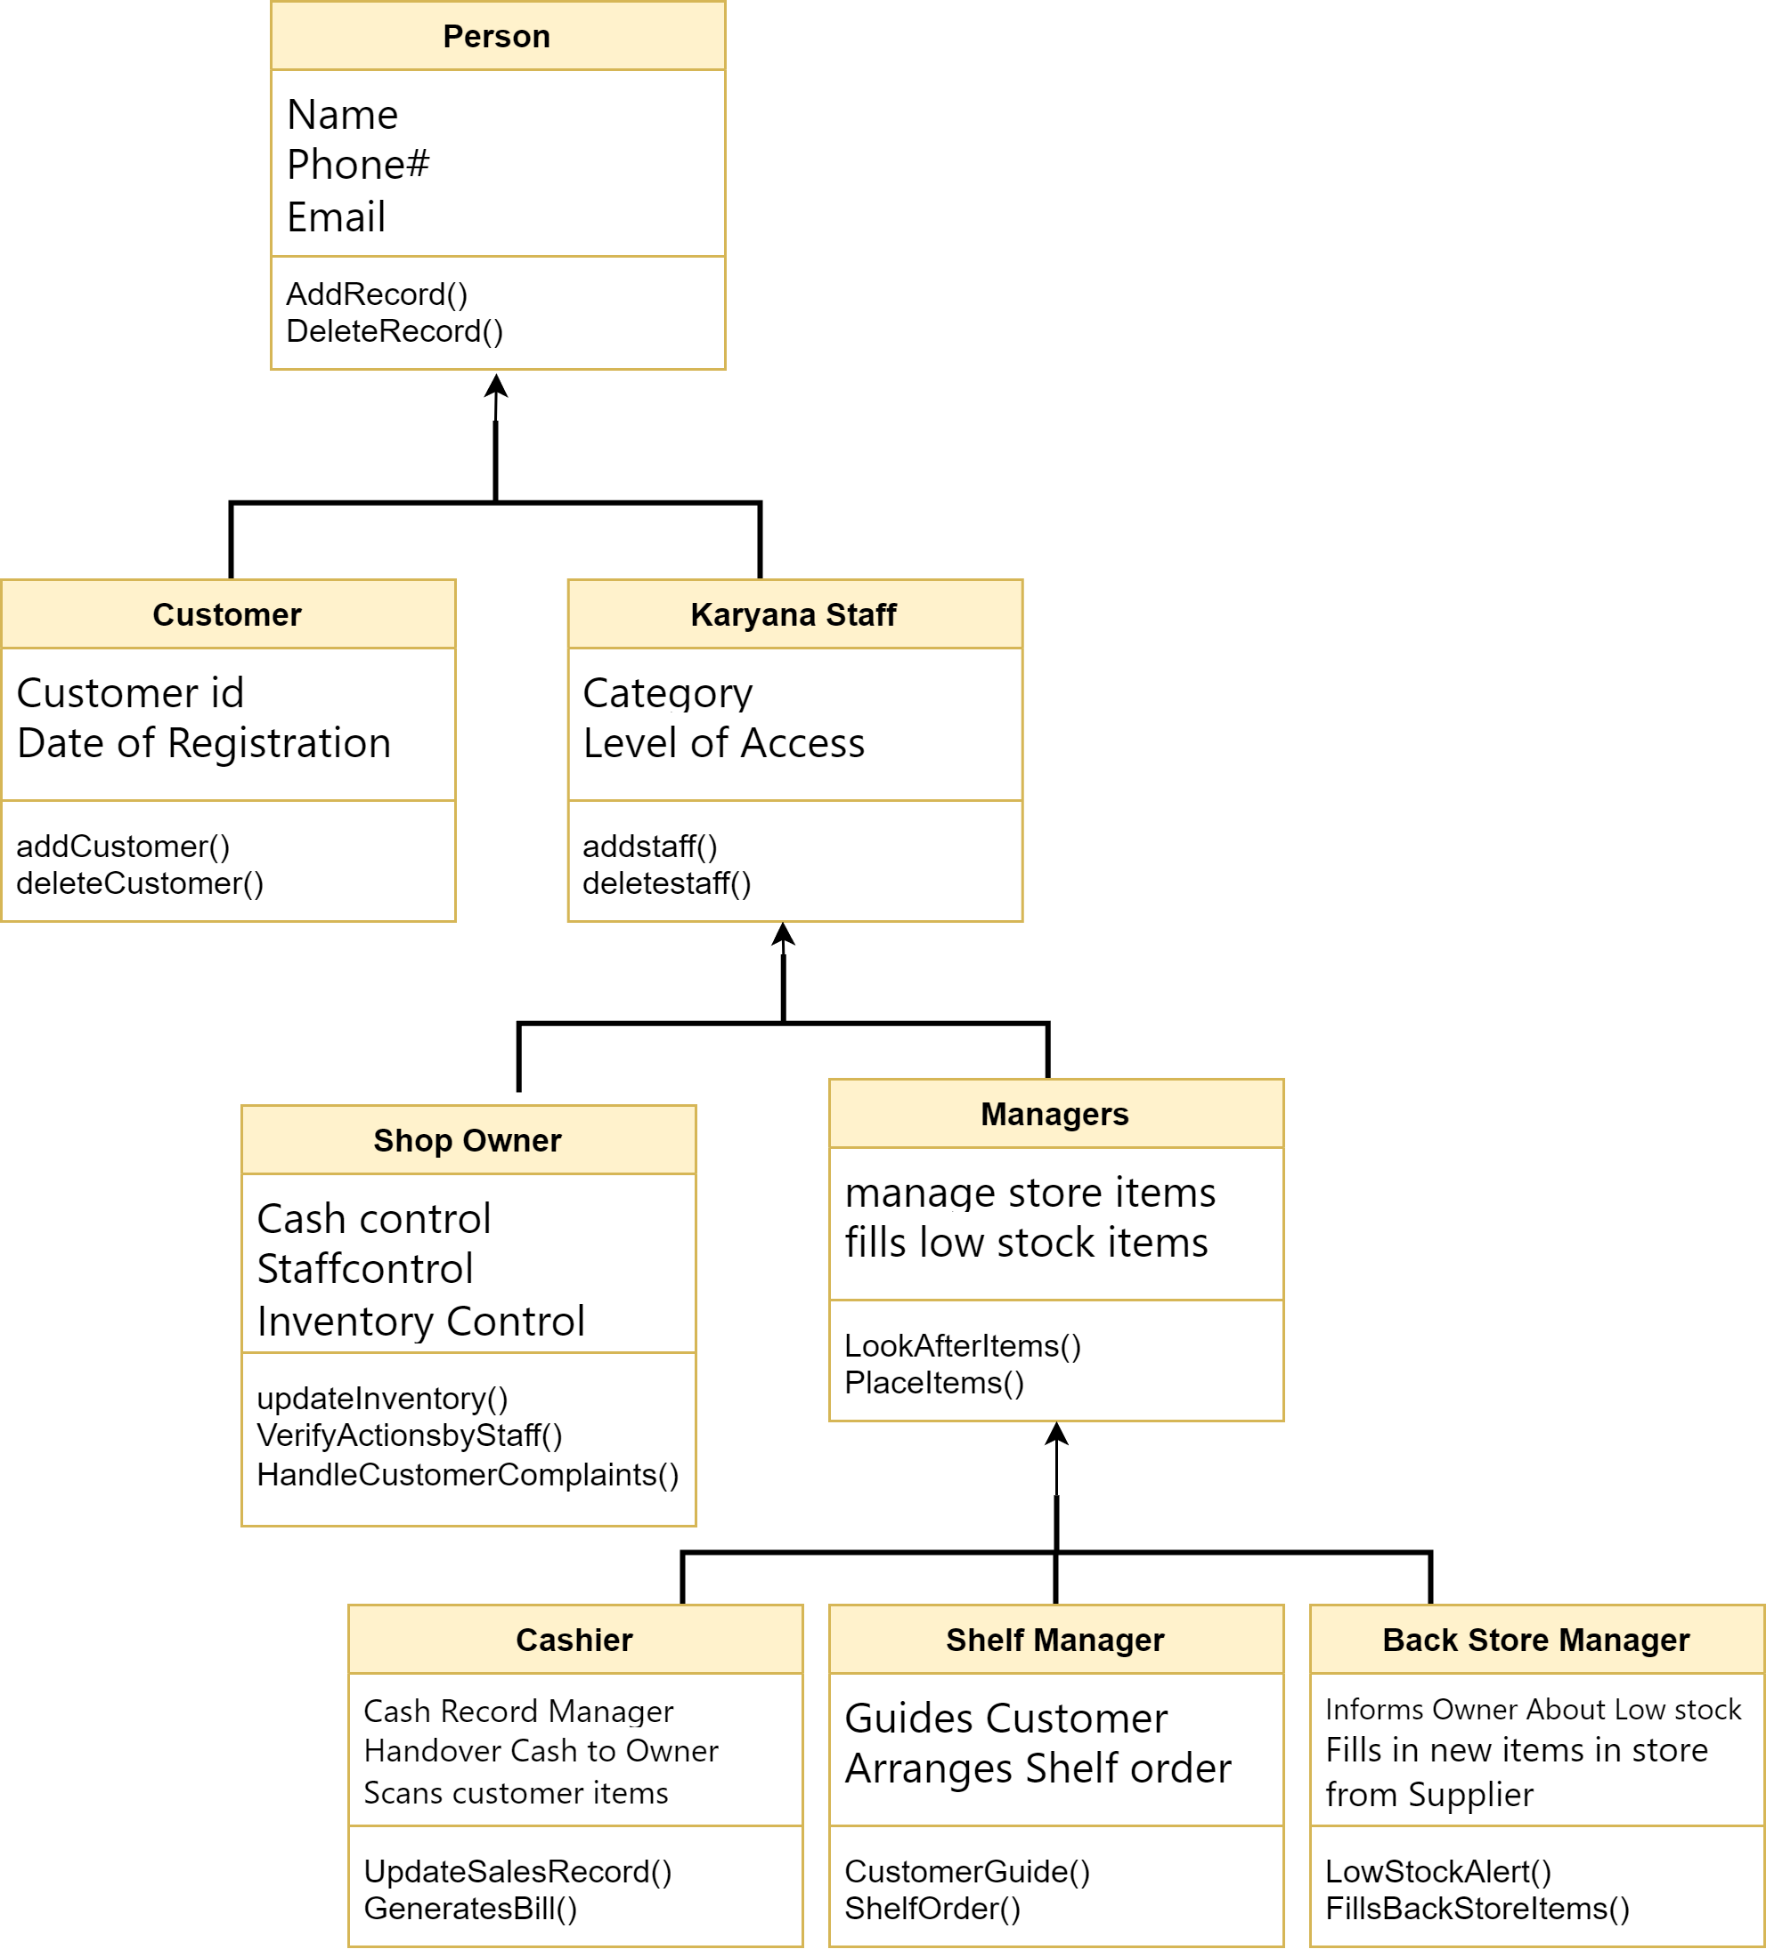 Person
Name
Phone#
Email
AddRecord()
DeleteRecord()
Customer
Customer id
Date of Registration
addCustomer()
deleteCustomer()
Karyana Staff
Category
Level of Access
addstaff()
deletestaff()
Shop Owner
Cash control
Staffcontrol
Inventory Control
updateInventory()
VerifyActionsbyStaff()
HandleCustomerComplaints()
Managers
manage store items
fills low stock items
LookAfterItems()
PlaceItems()
Cashier
Cash Record Manager
Handover Cash to Owner
Scans customer items
UpdateSalesRecord()
GeneratesBill()
Shelf Manager
Guides Customer
Arranges Shelf order
CustomerGuide()
ShelfOrder()
Back Store Manager
Informs Owner About Low stock
Fills in new items in store
from Supplier
LowStockAlert()
FillsBackStoreItems()